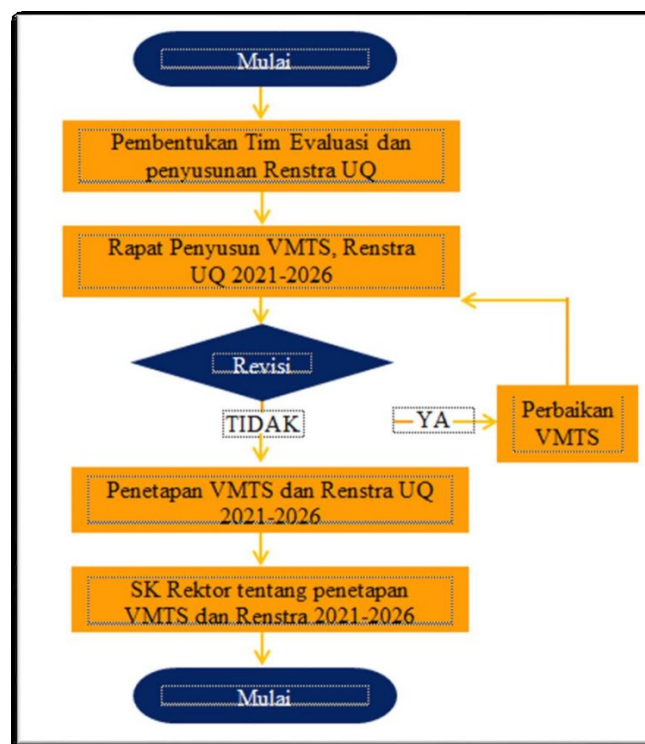 Mulai
Pembentukan Tim Evaluasi dan
penyusunan Renstra UQ
Rapat Penyusun VMTS, Renstra
UQ 2021-2026
Revisi
TIDAK
YA
Perbaikan
VMTS
Penetapan VMTS dan Renstra UQ
2021-2026
SK Rektor tentang penetapan
VMTS dan Renstra 2021-2026
Mulai